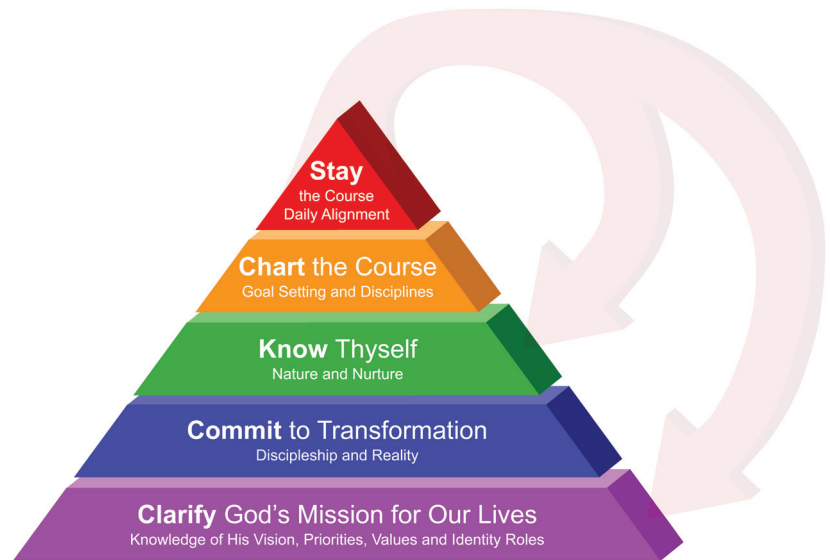 Stay
the Course
Daily Alignment
Chart the Course
Goal Setting and Disciplines
Know Thyself
Nature and Nurture
Commit to Transformation
Discipleship and Reality
Clarify God's Mission for Our Lives
Knowledge of His Vision, Priorities, Values and Identity Roles